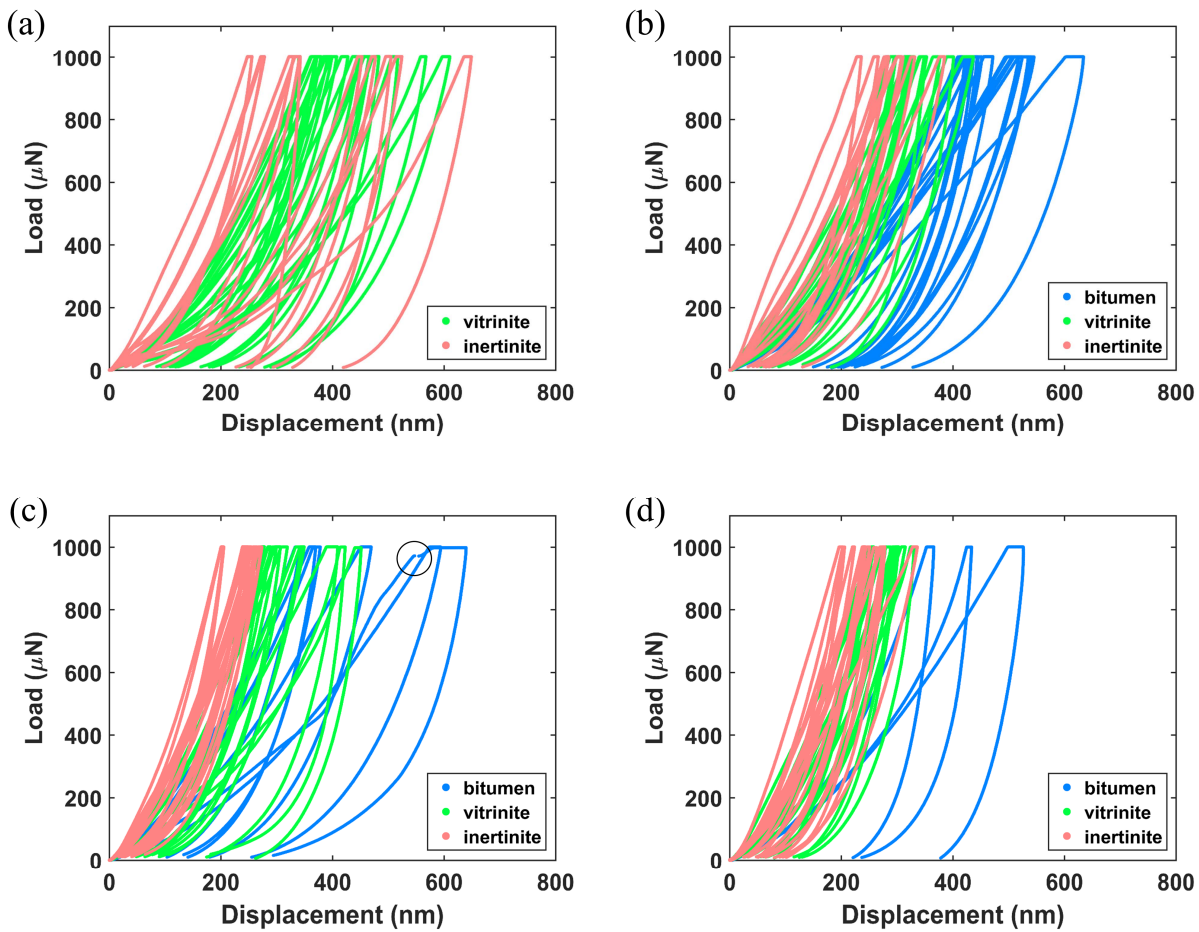 (a)
1000
800
600
400
200
0
Load (μN)
0 200 400 600 800
Displacement (nm)
vitrinite
inertinite
(b)
1000
800
600
400
200
0
Load (μN)
0 200 400 600 800
Displacement (nm)
bitumen
vitrinite
inertinite
(c)
1000
800
600
400
200
0
Load (μN)
0 200 400 600 800
Displacement (nm)
bitumen
vitrinite
inertinite
(d)
1000
800
600
400
200
0
Load (μN)
0 200 400 600 800
Displacement (nm)
bitumen
vitrinite
inertinite